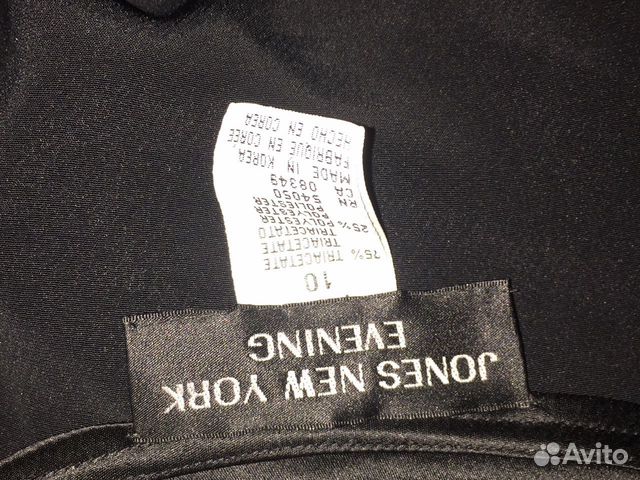 JONES NEW YORK
EVENING
10
75% TRIACETATE
TRIACETATE
TRIACETATO
25% POLYESTER
POLYESTER
POLIESTER
RN 54050
CA 08349
MADE IN KOREA
FABRIQUE EN COREE
HECHO EN COREA
Avito